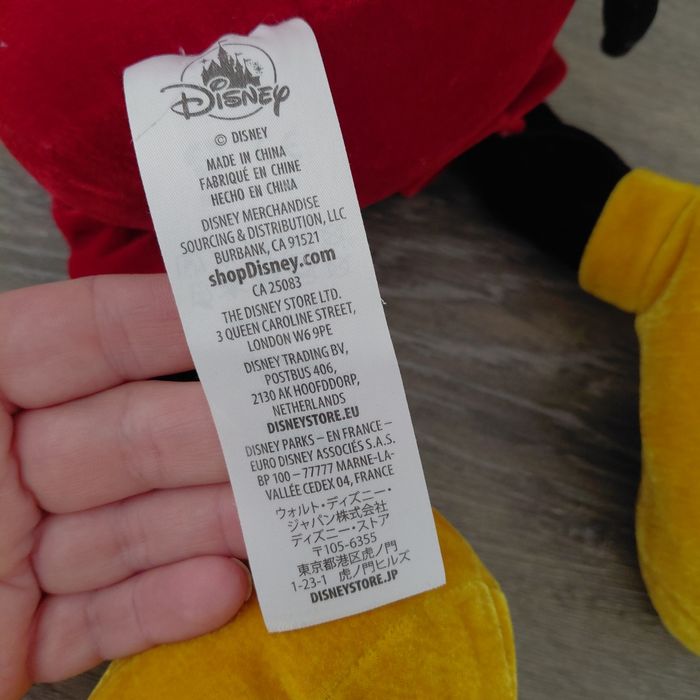 Disney
© DISNEY
MADE IN CHINA
FABRIQUÉ EN CHINE
HECHO EN CHINA
DISNEY MERCHANDISE
SOURCING & DISTRIBUTION, LLC
BURBANK, CA 91521
shopDisney.com
CA 25083
THE DISNEY STORE LTD.
3 QUEEN CAROLINE STREET,
LONDON W6 9PE
DISNEY TRADING BV,
POSTBUS 406,
2130 AK HOOFDDORP,
NETHERLANDS
DISNEYSTORE.EU
DISNEY PARKS – EN FRANCE –
EURO DISNEY ASSOCIÉS S.A.S.
BP 100 – 77777 MARNE-LA-
VALLÉE CEDEX 04, FRANCE
ウォルト・ディズニー・
ジャパン株式会社
ディズニー・ストア
〒105-6355
東京都港区虎ノ門
1-23-1 虎ノ門ヒルズ
DISNEYSTORE.JP